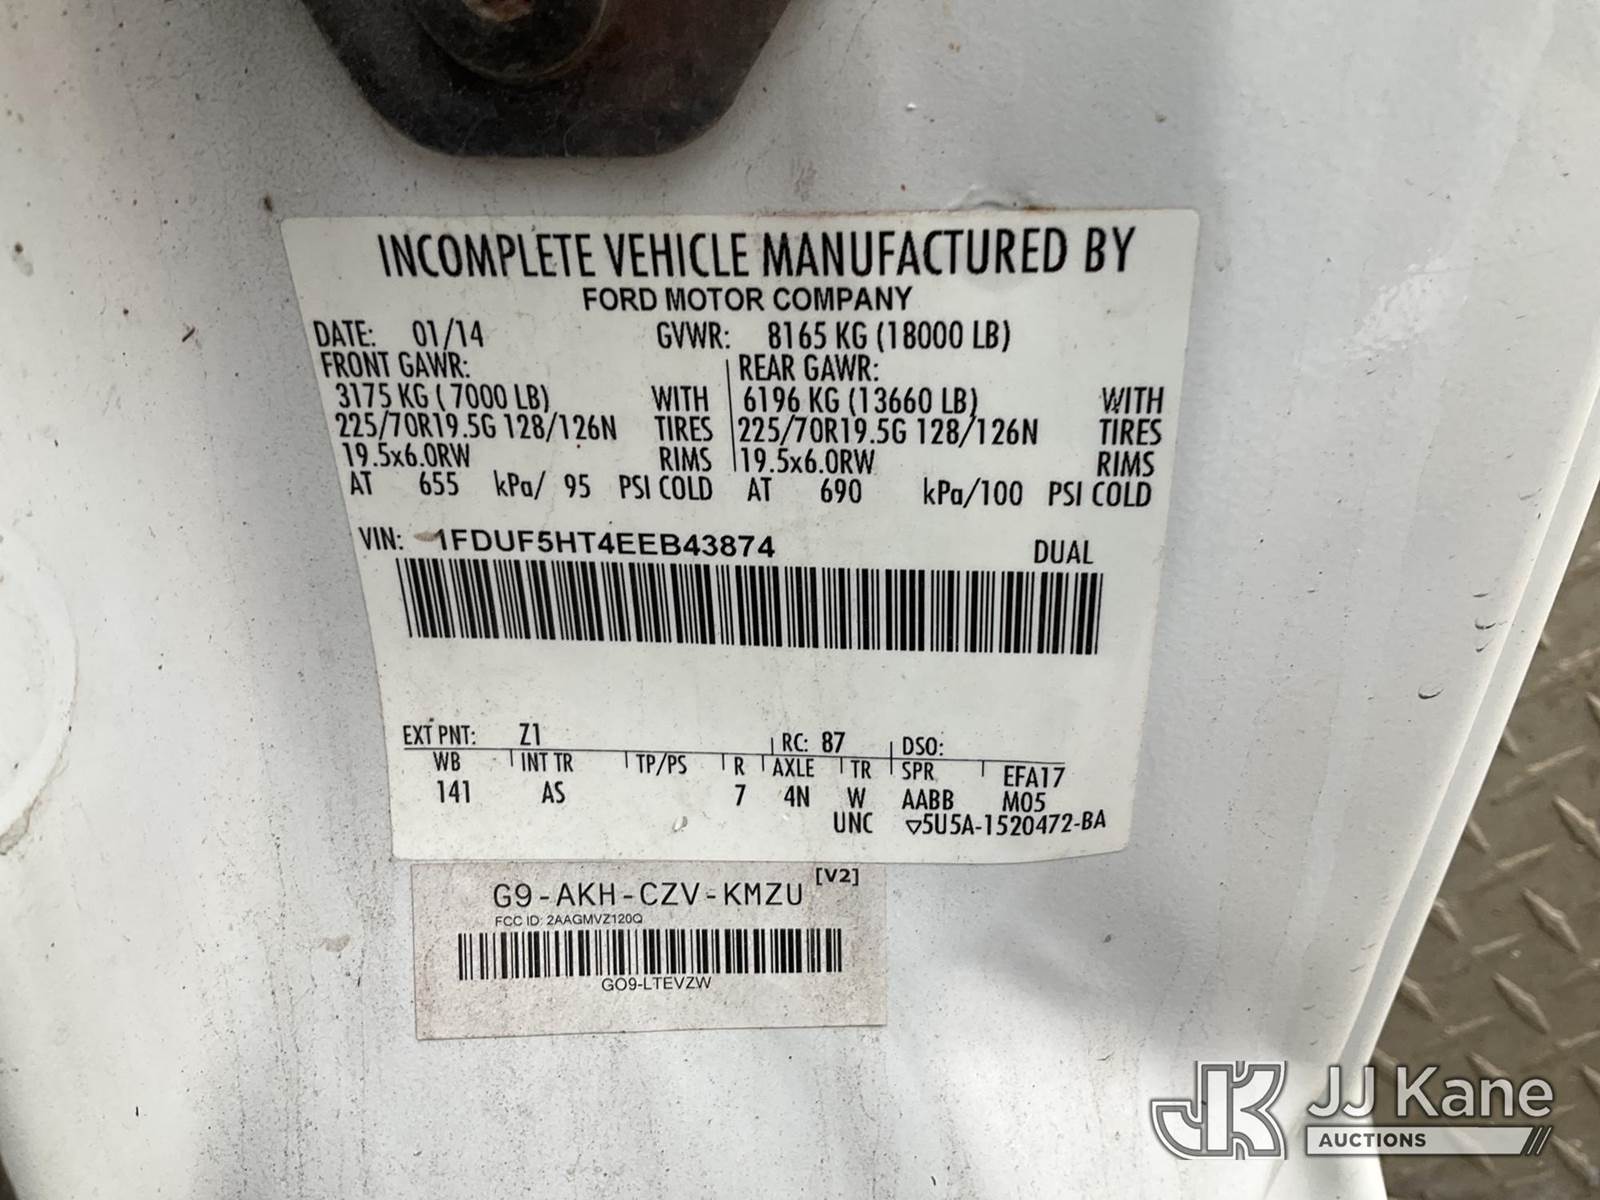 INCOMPLETE VEHICLE MANUFACTURED BY
FORD MOTOR COMPANY
DATE: 01/14 GVWR: 8165 KG (18000 LB)
FRONT GAWR: REAR GAWR:
3175 KG ( 7000 LB) WITH 6196 KG (13660 LB) WITH
225/70R19.5G 128/126N TIRES 225/70R19.5G 128/126N TIRES
19.5x6.0RW RIMS 19.5x6.0RW RIMS
AT 655 kPa/ 95 PSI COLD AT 690 kPa/100 PSI COLD
VIN: 1FDUF5HT4EEB43874 DUAL
EXT PNT: Z1 RC: 87 DSO:
WB INT TR TP/PS R AXLE TR SPR EFA17
141 AS 7 4N W AABB M05
UNC ▽5U5A-1520472-BA
G9-AKH-CZV-KMZU [V2]
FCC ID: 2AAGMVZ120Q
GO9-LTEVZW
JK JJ Kane
AUCTIONS